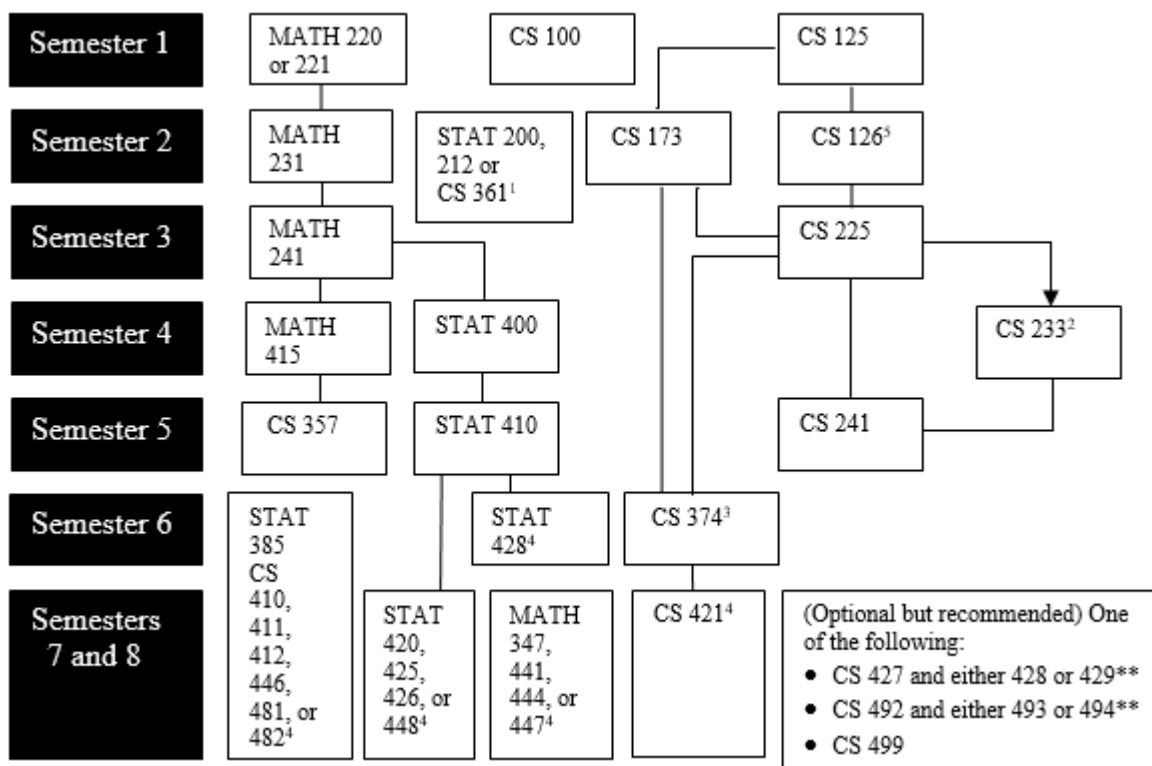 Semester 1
MATH 220
or 221
CS 100
CS 125
Semester 2
MATH
231
STAT 200,
212 or
CS 361¹
CS 173
CS 126⁵
Semester 3
MATH
241
CS 225
Semester 4
MATH
415
STAT 400
CS 233²
Semester 5
CS 357
STAT 410
CS 241
Semester 6
STAT
385
CS
410,
411,
412,
446,
481, or
482⁴
STAT
428⁴
CS 374³
Semesters
7 and 8
STAT
420,
425,
426, or
448⁴
MATH
347,
441,
444, or
447⁴
CS 421⁴
(Optional but recommended) One
of the following:
• CS 427 and either 428 or 429**
• CS 492 and either 493 or 494**
• CS 499